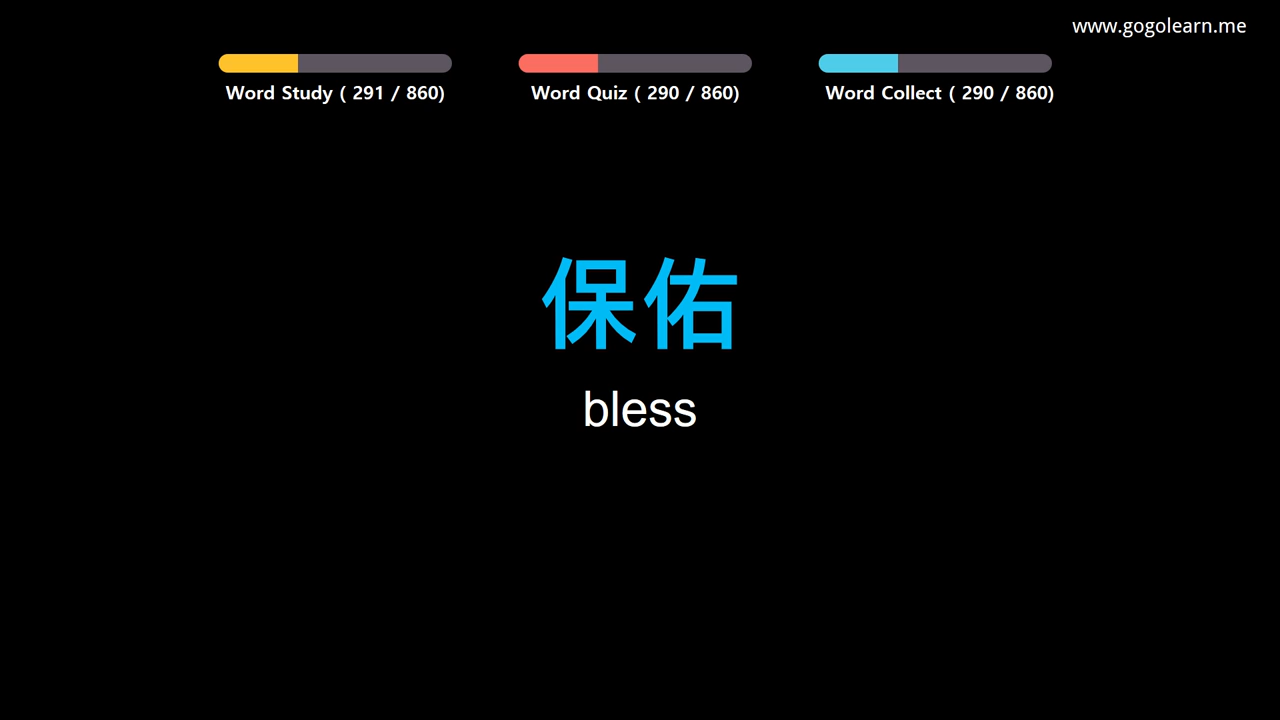 www.gogolearn.me
Word Study ( 291 / 860)
Word Quiz ( 290 / 860)
Word Collect ( 290 / 860)
保佑
bless